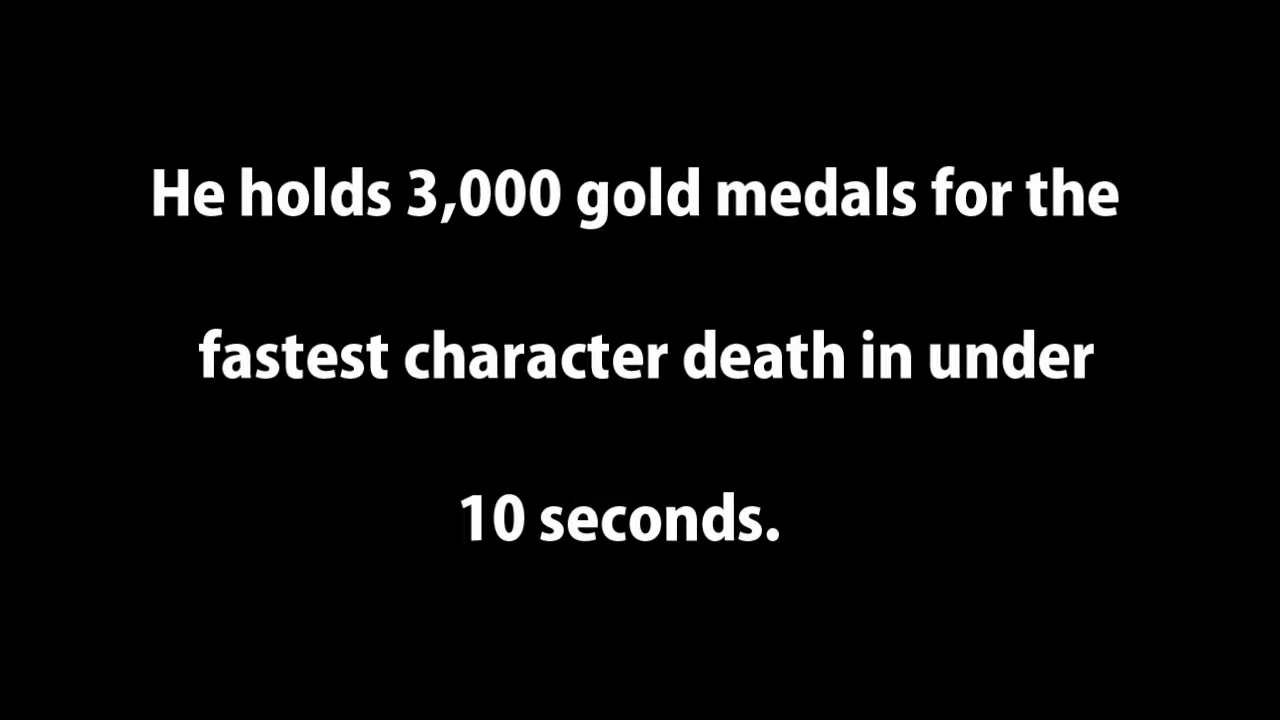 He holds 3,000 gold medals for the
fastest character death in under
10 seconds.